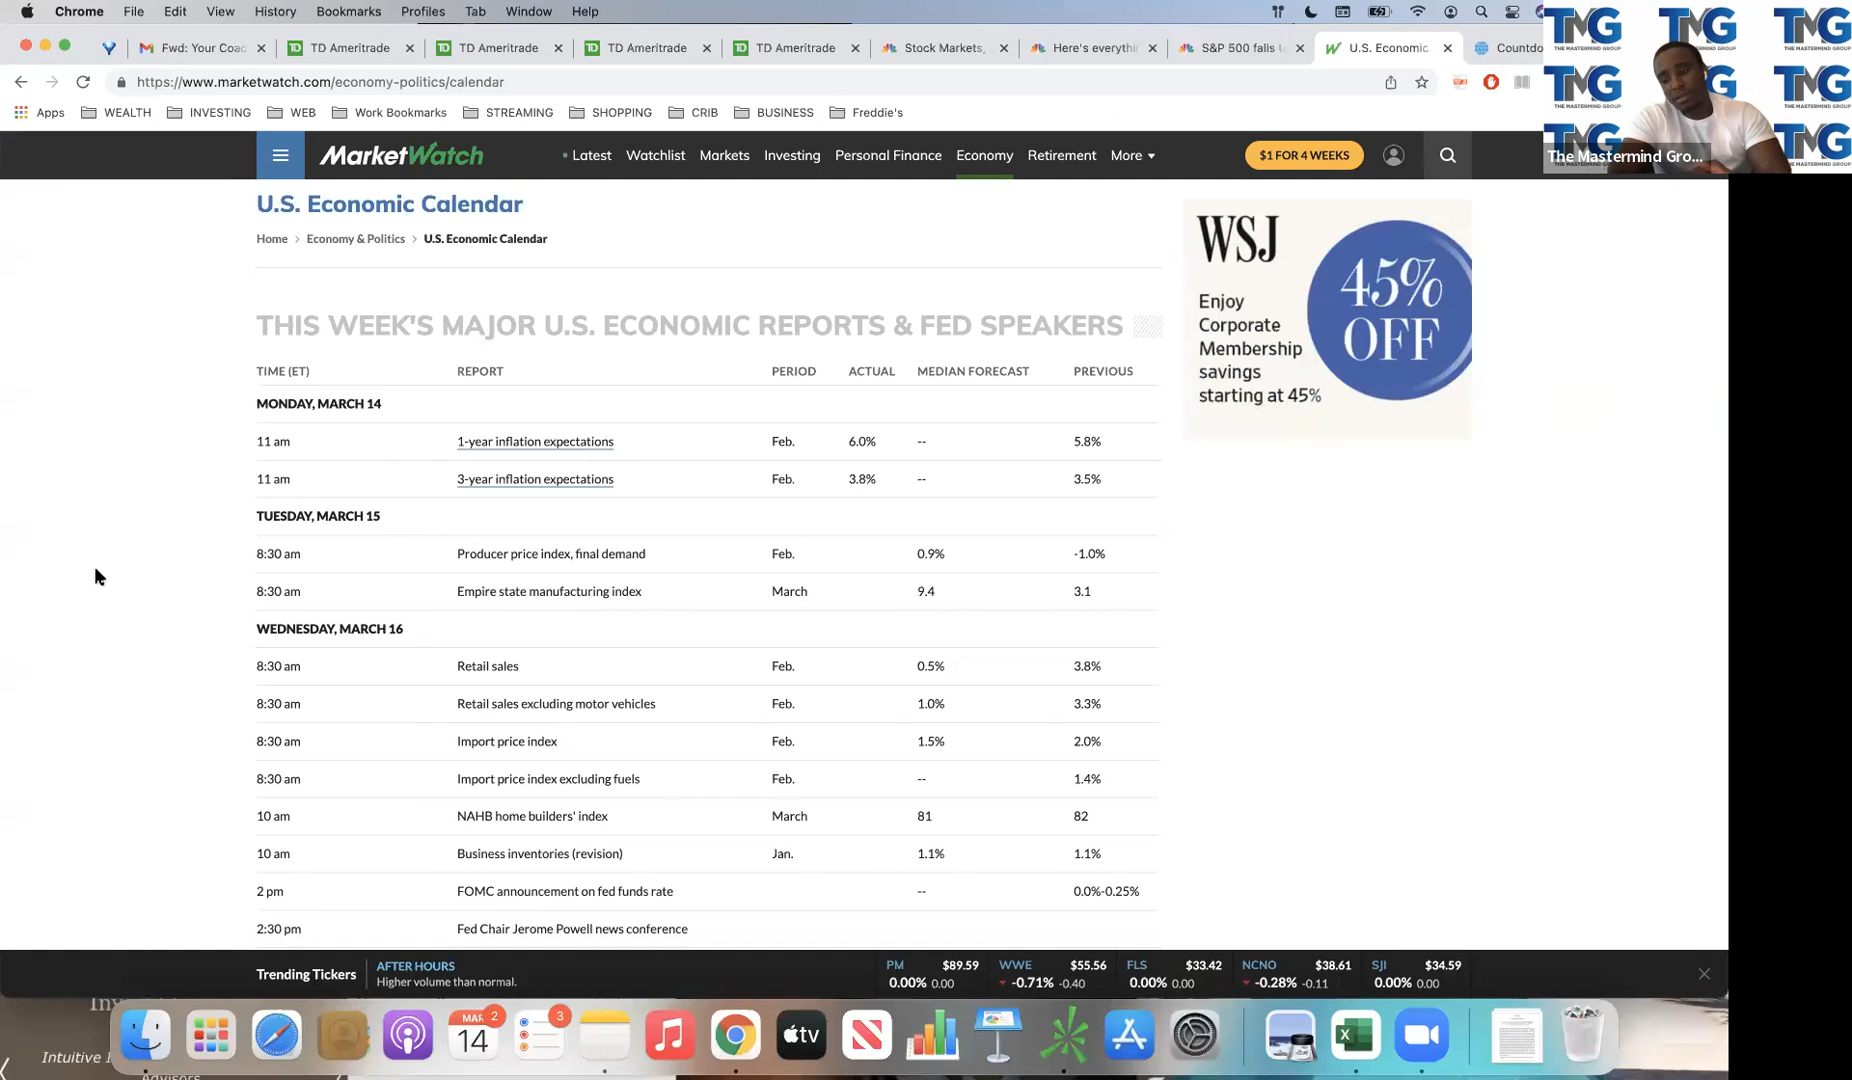 Chrome File Edit View History Bookmarks Profiles Tab Window Help
Fwd: Your Coac TD Ameritrade TD Ameritrade TD Ameritrade TD Ameritrade Stock Markets, Here's everythin S&P 500 falls U.S. Economic Countdo
https://www.marketwatch.com/economy-politics/calendar
Apps WEALTH INVESTING WEB Work Bookmarks STREAMING SHOPPING CRIB BUSINESS Freddie's
TMG TMG TMG
THE MASTERMIND GROUP
The Mastermind Gro...
MarketWatch Latest Watchlist Markets Investing Personal Finance Economy Retirement More $1 FOR 4 WEEKS
U.S. Economic Calendar
Home > Economy & Politics > U.S. Economic Calendar
THIS WEEK'S MAJOR U.S. ECONOMIC REPORTS & FED SPEAKERS
TIME (ET) REPORT PERIOD ACTUAL MEDIAN FORECAST PREVIOUS
MONDAY, MARCH 14
11 am 1-year inflation expectations Feb. 6.0% -- 5.8%
11 am 3-year inflation expectations Feb. 3.8% -- 3.5%
TUESDAY, MARCH 15
8:30 am Producer price index, final demand Feb. 0.9% -1.0%
8:30 am Empire state manufacturing index March 9.4 3.1
WEDNESDAY, MARCH 16
8:30 am Retail sales Feb. 0.5% 3.8%
8:30 am Retail sales excluding motor vehicles Feb. 1.0% 3.3%
8:30 am Import price index Feb. 1.5% 2.0%
8:30 am Import price index excluding fuels Feb. -- 1.4%
10 am NAHB home builders' index March 81 82
10 am Business inventories (revision) Jan. 1.1% 1.1%
2 pm FOMC announcement on fed funds rate -- 0.0%-0.25%
2:30 pm Fed Chair Jerome Powell news conference
WSJ
45% OFF
Enjoy
Corporate
Membership
savings
starting at 45%
Trending Tickers
AFTER HOURS
Higher volume than normal.
PM $89.59 WWE $55.56 FLS $33.42 NCNO $38.61 SJI $34.59
0.00% 0.00 -0.71% -0.40 0.00% 0.00 -0.28% -0.11 0.00% 0.00
MAR 2 3
14
tv
Intuitive
Advisors